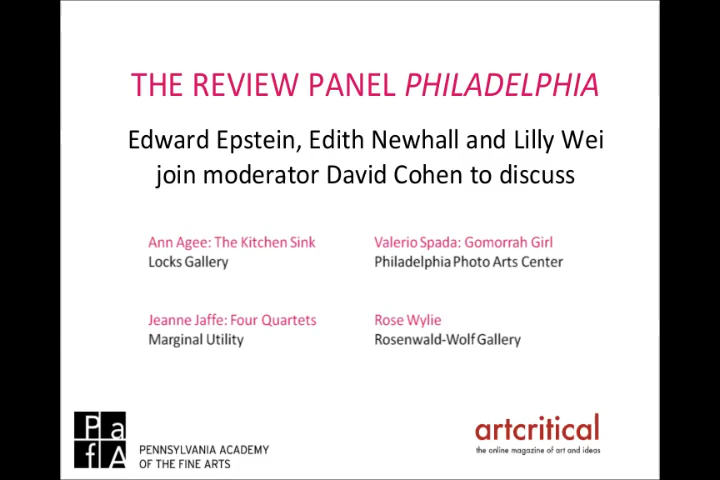 THE REVIEW PANEL PHILADELPHIA
Edward Epstein, Edith Newhall and Lilly Wei
join moderator David Cohen to discuss
Ann Agee: The Kitchen Sink
Locks Gallery
Valerio Spada: Gomorrah Girl
Philadelphia Photo Arts Center
Jeanne Jaffe: Four Quartets
Marginal Utility
Rose Wylie
Rosenwald-Wolf Gallery
Pa
fA
PENNSYLVANIA ACADEMY
OF THE FINE ARTS
artcritical
the online magazine of art and ideas